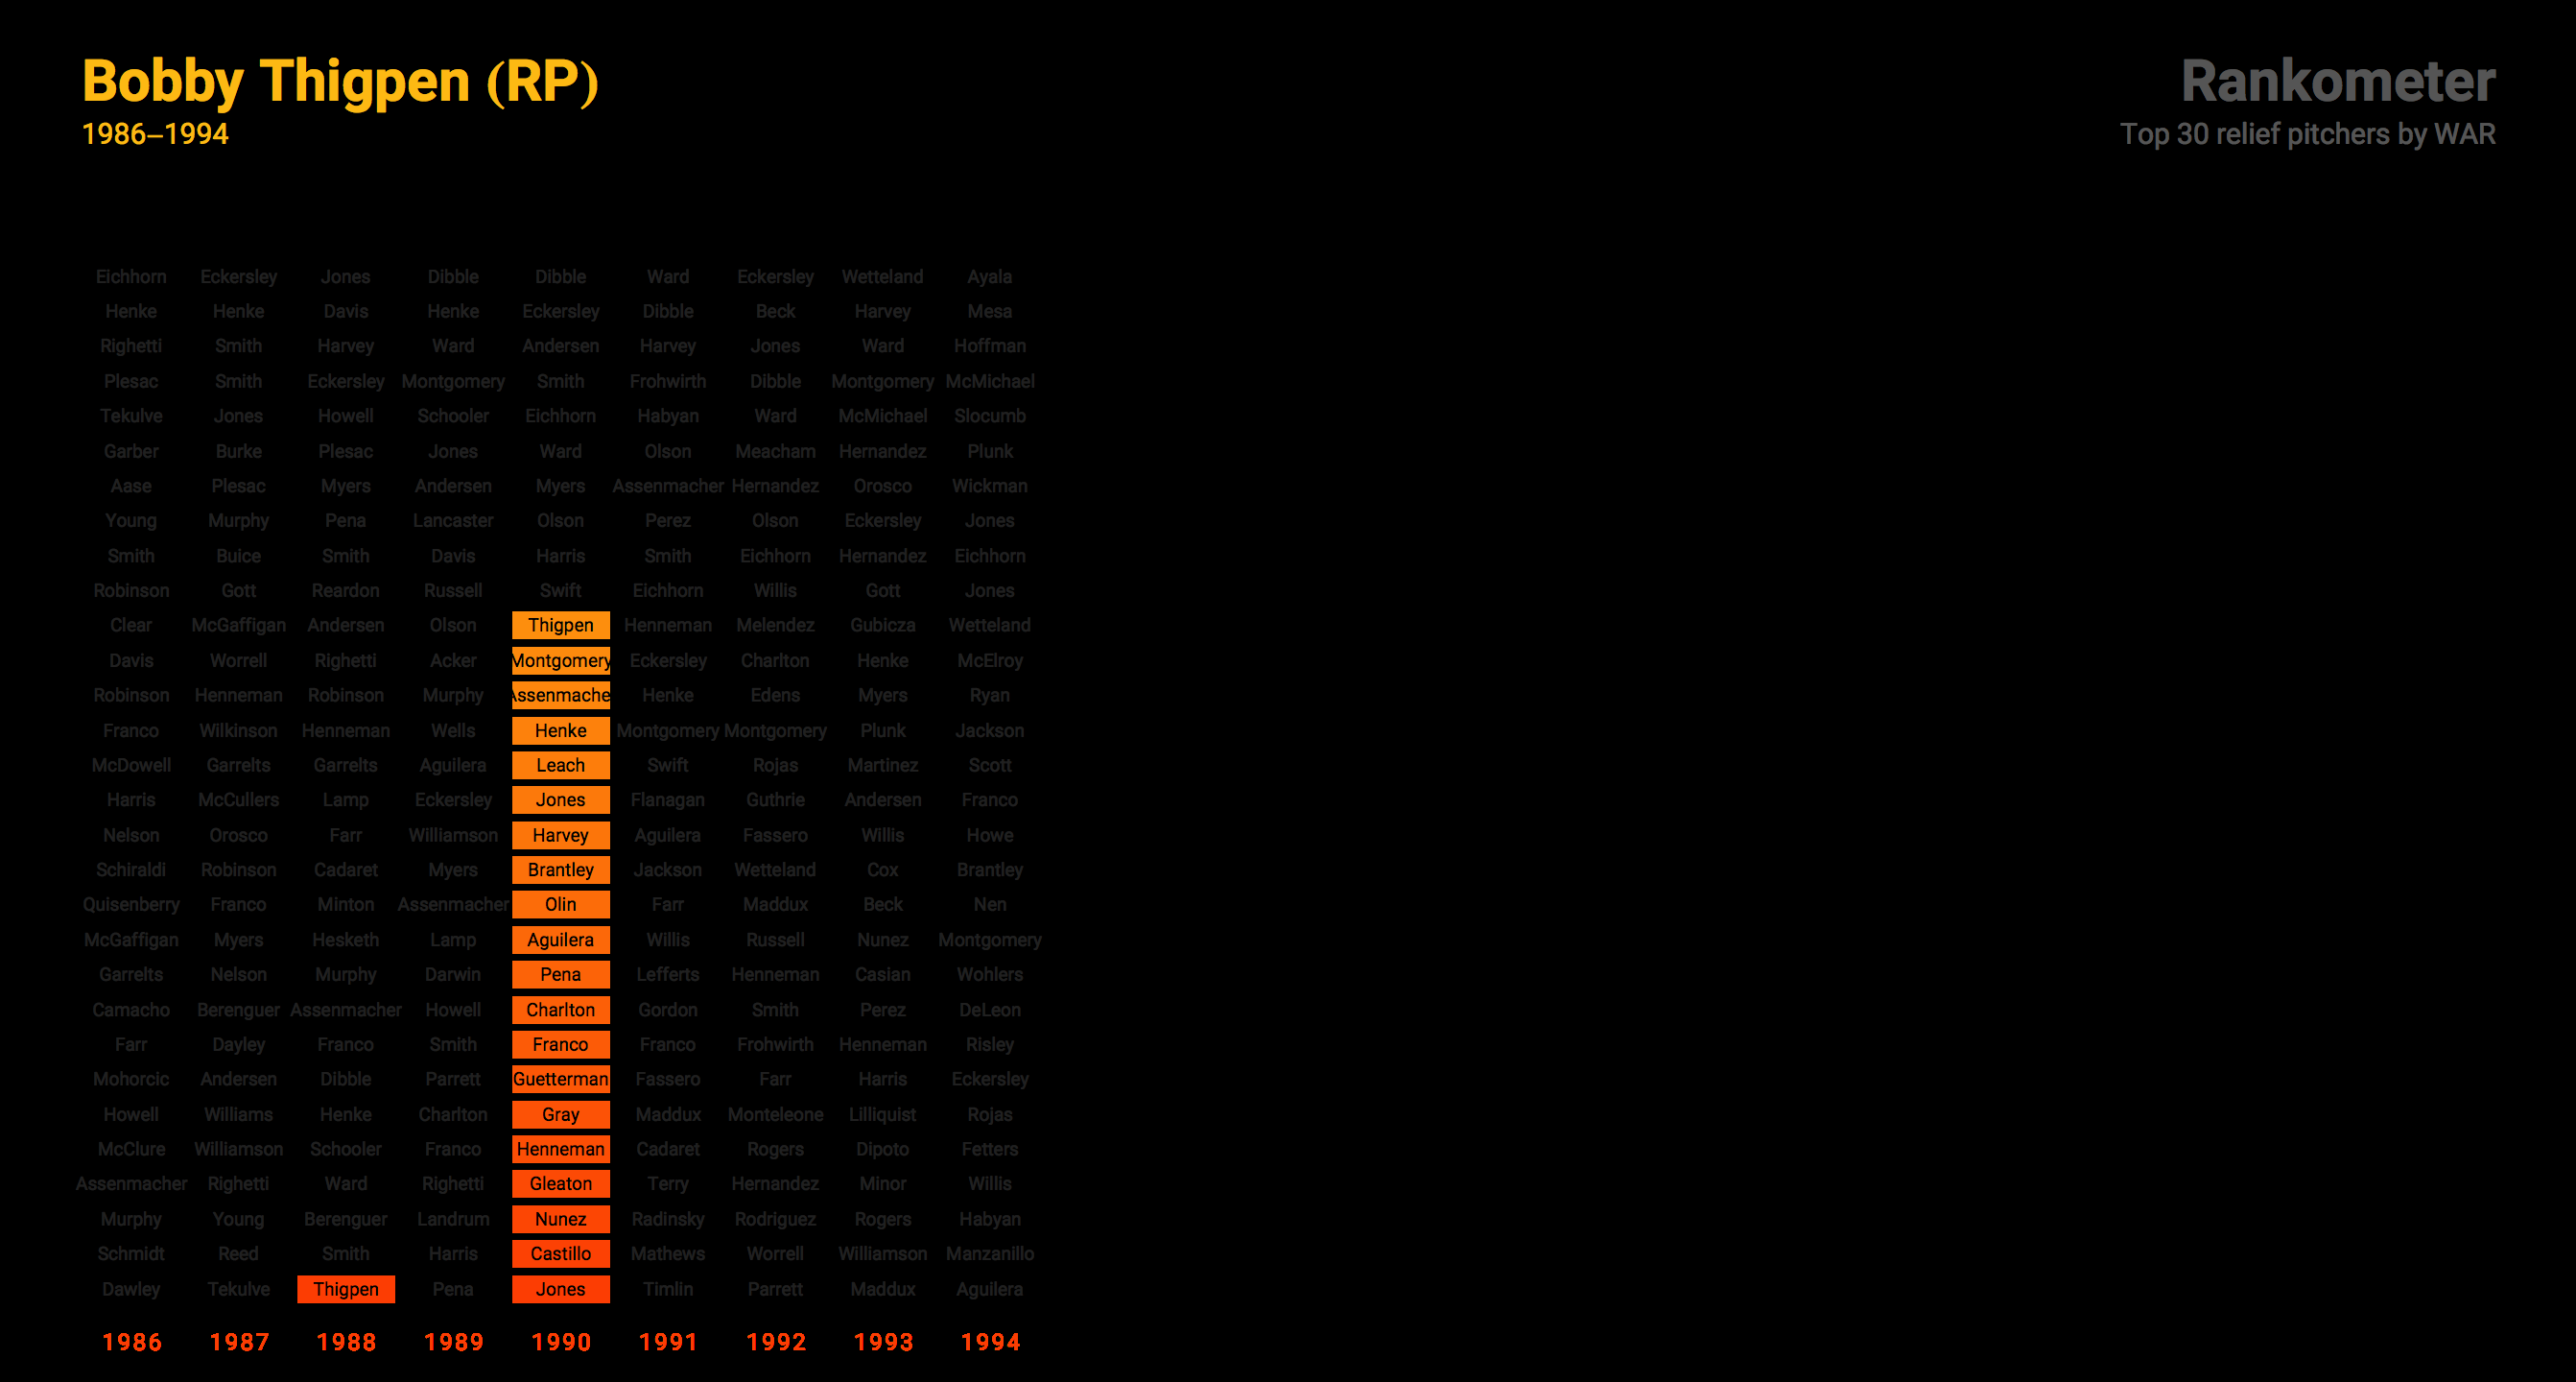 Bobby Thigpen (RP)
1986–1994
Rankometer
Top 30 relief pitchers by WAR
Eichhorn Eckersley Jones Dibble Dibble Ward Eckersley Wetteland Ayala
Henke Henke Davis Henke Eckersley Dibble Beck Harvey Mesa
Righetti Smith Harvey Ward Andersen Harvey Jones Ward Hoffman
Plesac Smith Eckersley Montgomery Smith Frohwirth Dibble Montgomery McMichael
Tekulve Jones Howell Schooler Eichhorn Habyan Ward McMichael Slocumb
Garber Burke Plesac Jones Ward Olson Meacham Hernandez Plunk
Aase Plesac Myers Andersen Myers Assenmacher Hernandez Orosco Wickman
Young Murphy Pena Lancaster Olson Perez Olson Eckersley Jones
Smith Buice Smith Davis Harris Smith Eichhorn Hernandez Eichhorn
Robinson Gott Reardon Russell Swift Eichhorn Willis Gott Jones
Clear McGaffigan Andersen Olson Thigpen Henneman Melendez Gubicza Wetteland
Davis Worrell Righetti Acker Montgomery Eckersley Charlton Henke McElroy
Robinson Henneman Robinson Murphy Assenmache Henke Edens Myers Ryan
Franco Wilkinson Henneman Wells Henke Montgomery Montgomery Plunk Jackson
McDowell Garrelts Garrelts Aguilera Leach Swift Rojas Martinez Scott
Harris McCullers Lamp Eckersley Jones Flanagan Guthrie Andersen Franco
Nelson Orosco Farr Williamson Harvey Aguilera Fassero Willis Howe
Schiraldi Robinson Cadaret Myers Brantley Jackson Wetteland Cox Brantley
Quisenberry Franco Minton Assenmacher Olin Farr Maddux Beck Nen
McGaffigan Myers Hesketh Lamp Aguilera Willis Russell Nunez Montgomery
Garrelts Nelson Murphy Darwin Pena Lefferts Henneman Casian Wohlers
Camacho Berenguer Assenmacher Howell Charlton Gordon Smith Perez DeLeon
Farr Dayley Franco Smith Franco Franco Frohwirth Henneman Risley
Mohorcic Andersen Dibble Parrett Guetterman Fassero Farr Harris Eckersley
Howell Williams Henke Charlton Gray Maddux Monteleone Lilliquist Rojas
McClure Williamson Schooler Franco Henneman Cadaret Rogers Dipoto Fetters
Assenmacher Righetti Ward Righetti Gleaton Terry Hernandez Minor Willis
Murphy Young Berenguer Landrum Nunez Radinsky Rodriguez Rogers Habyan
Schmidt Reed Smith Harris Castillo Mathews Worrell Williamson Manzanillo
Dawley Tekulve Thigpen Pena Jones Timlin Parrett Maddux Aguilera
1986 1987 1988 1989 1990 1991 1992 1993 1994